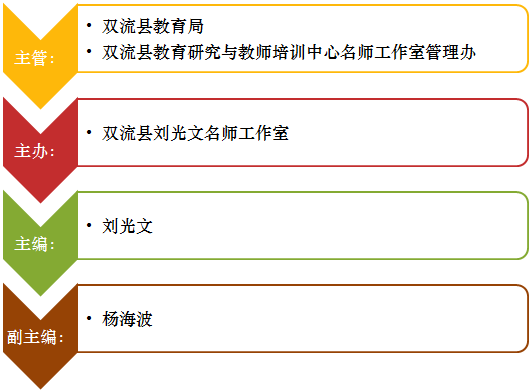 主管：
• 双流县教育局
• 双流县教育研究与教师培训中心名师工作室管理办
主办：
• 双流县刘光文名师工作室
主编：
• 刘光文
副主编：
• 杨海波